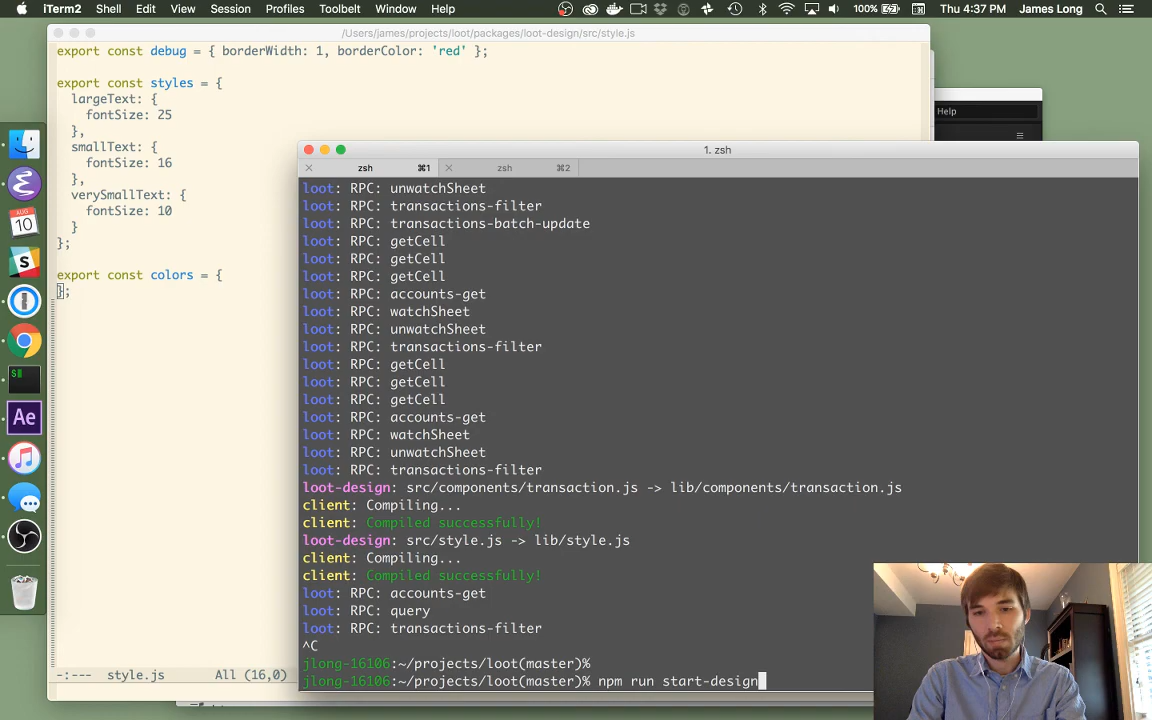 iTerm2 Shell Edit View Session Profiles Toolbelt Window Help 100% Thu 4:37 PM James Long
/Users/james/projects/loot/packages/loot-design/src/style.js
export const debug = { borderWidth: 1, borderColor: 'red' };
export const styles = {
largeText: {
fontSize: 25
},
smallText: {
fontSize: 16
},
verySmallText: {
fontSize: 10
}
};
export const colors = {
};
-:--- style.js All (16,0)
Help
1. zsh
zsh ⌘1 zsh ⌘2
loot: RPC: unwatchSheet
loot: RPC: transactions-filter
loot: RPC: transactions-batch-update
loot: RPC: getCell
loot: RPC: getCell
loot: RPC: getCell
loot: RPC: accounts-get
loot: RPC: watchSheet
loot: RPC: unwatchSheet
loot: RPC: transactions-filter
loot: RPC: getCell
loot: RPC: getCell
loot: RPC: getCell
loot: RPC: accounts-get
loot: RPC: watchSheet
loot: RPC: unwatchSheet
loot: RPC: transactions-filter
loot-design: src/components/transaction.js -> lib/components/transaction.js
client: Compiling...
client: Compiled successfully!
loot-design: src/style.js -> lib/style.js
client: Compiling...
client: Compiled successfully!
loot: RPC: accounts-get
loot: RPC: query
loot: RPC: transactions-filter
^C
jlong-16106:~/projects/loot(master)%
jlong-16106:~/projects/loot(master)% npm run start-design
AUG
10
S
$
Ae